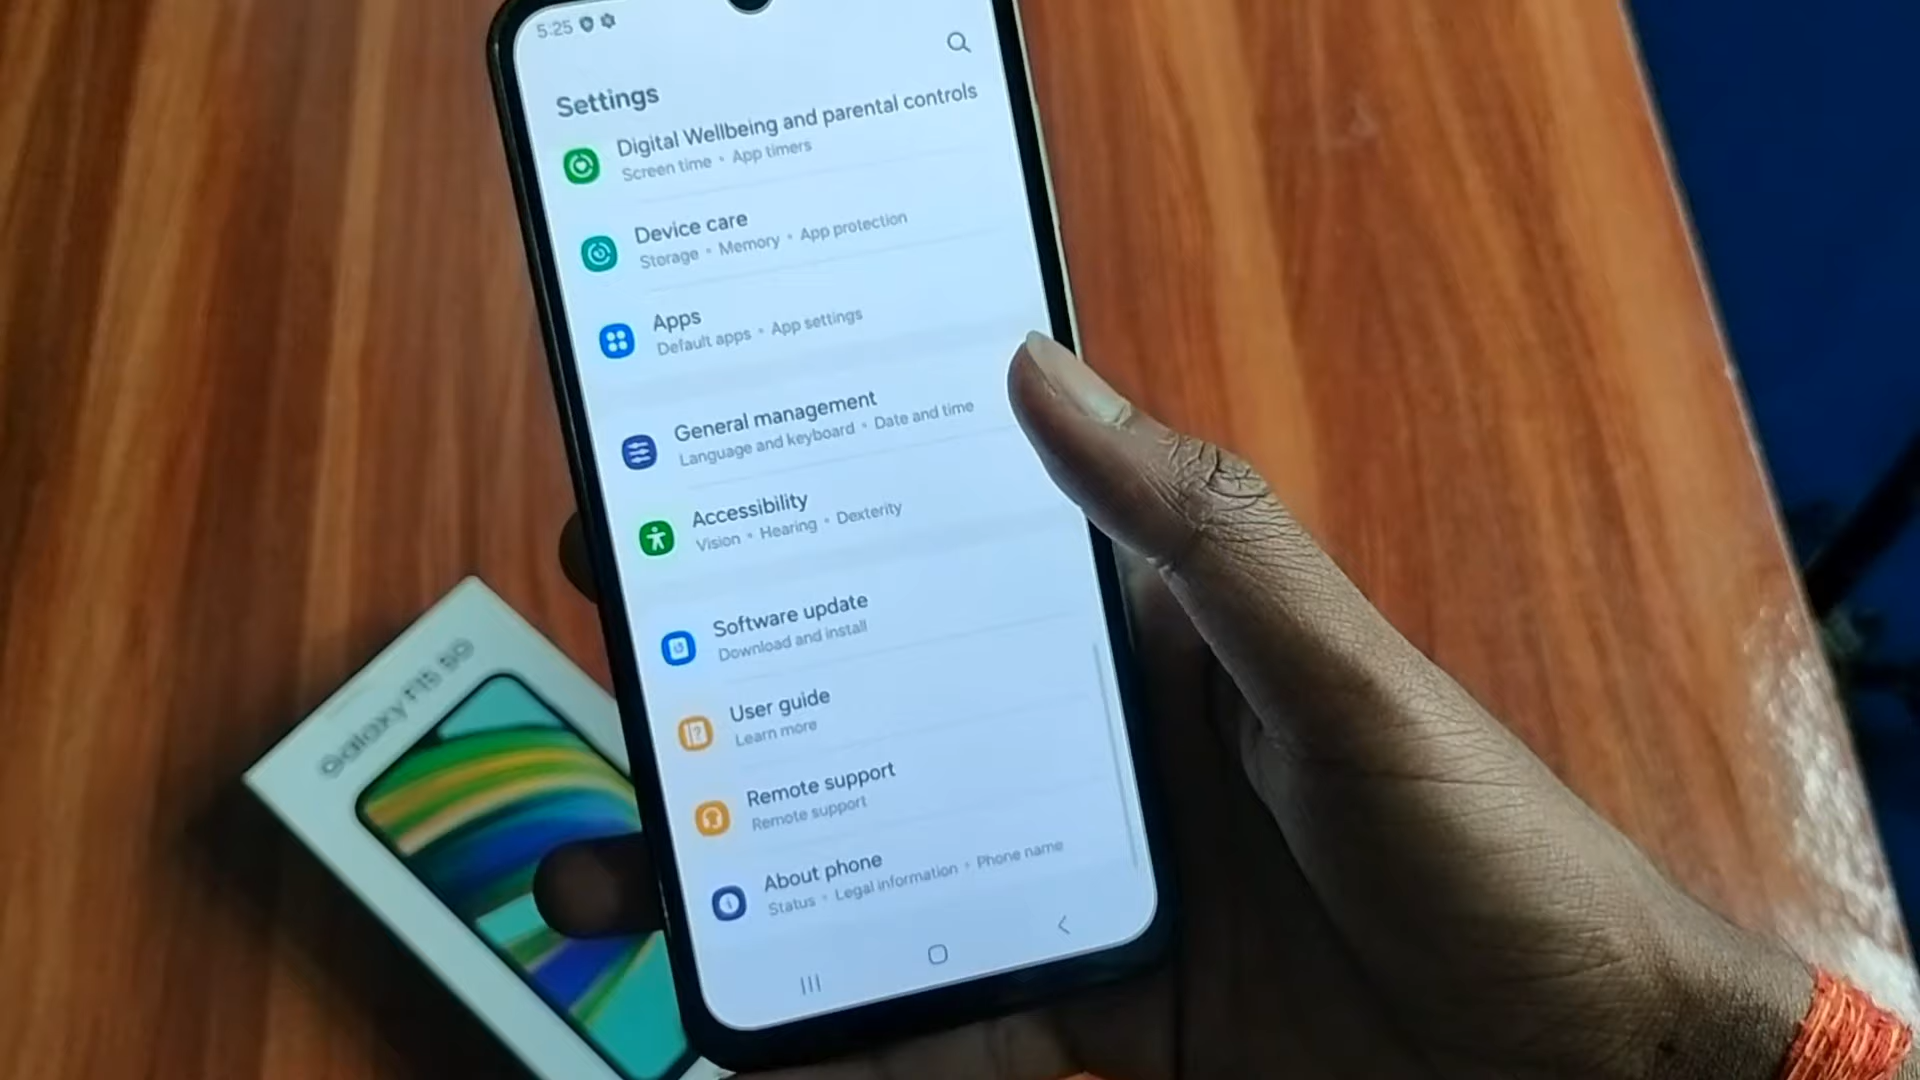 5:25
Settings
Digital Wellbeing and parental controls
Screen time • App timers
Device care
Storage • Memory • App protection
Apps
Default apps • App settings
General management
Language and keyboard • Date and time
Accessibility
Vision • Hearing • Dexterity
Software update
Download and install
User guide
Learn more
Remote support
Remote support
About phone
Status • Legal information • Phone name
Galaxy F15 5G